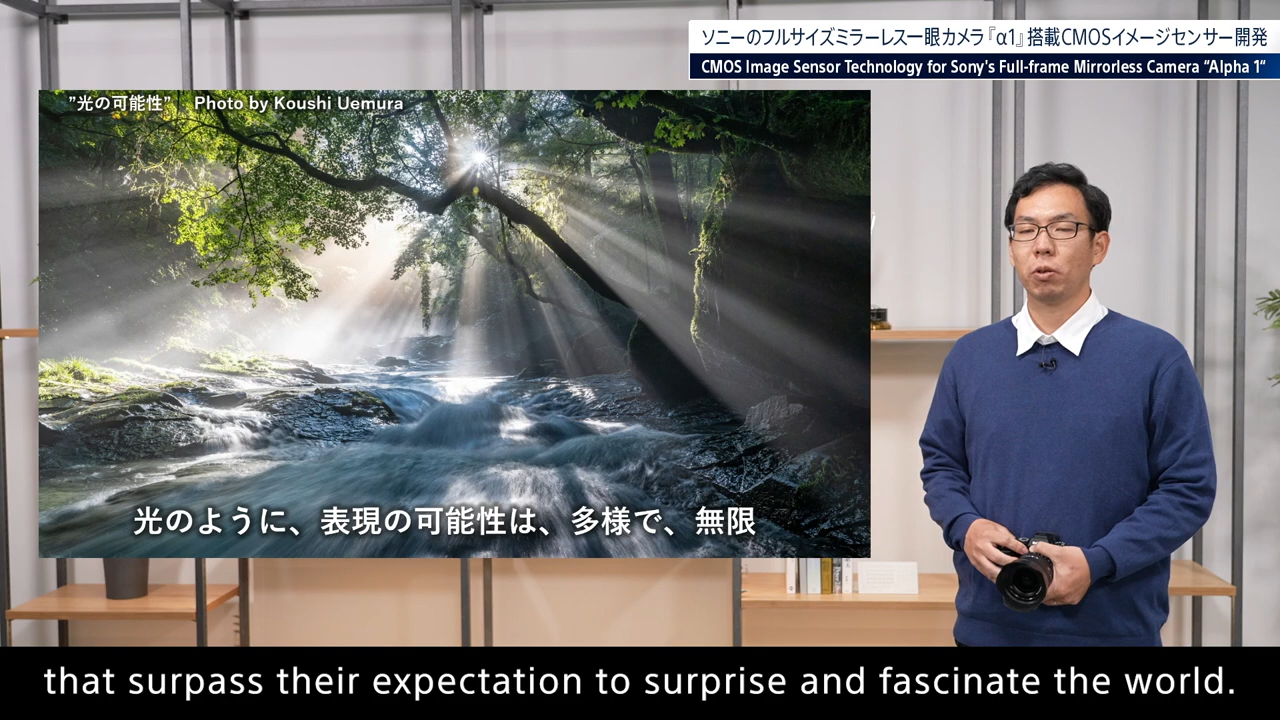 ソニーのフルサイズミラーレス一眼カメラ『α1』搭載CMOSイメージセンサー開発
CMOS Image Sensor Technology for Sony's Full-frame Mirrorless Camera “Alpha 1“
”光の可能性” Photo by Koushi Uemura
光のように、表現の可能性は、多様で、無限
that surpass their expectation to surprise and fascinate the world.